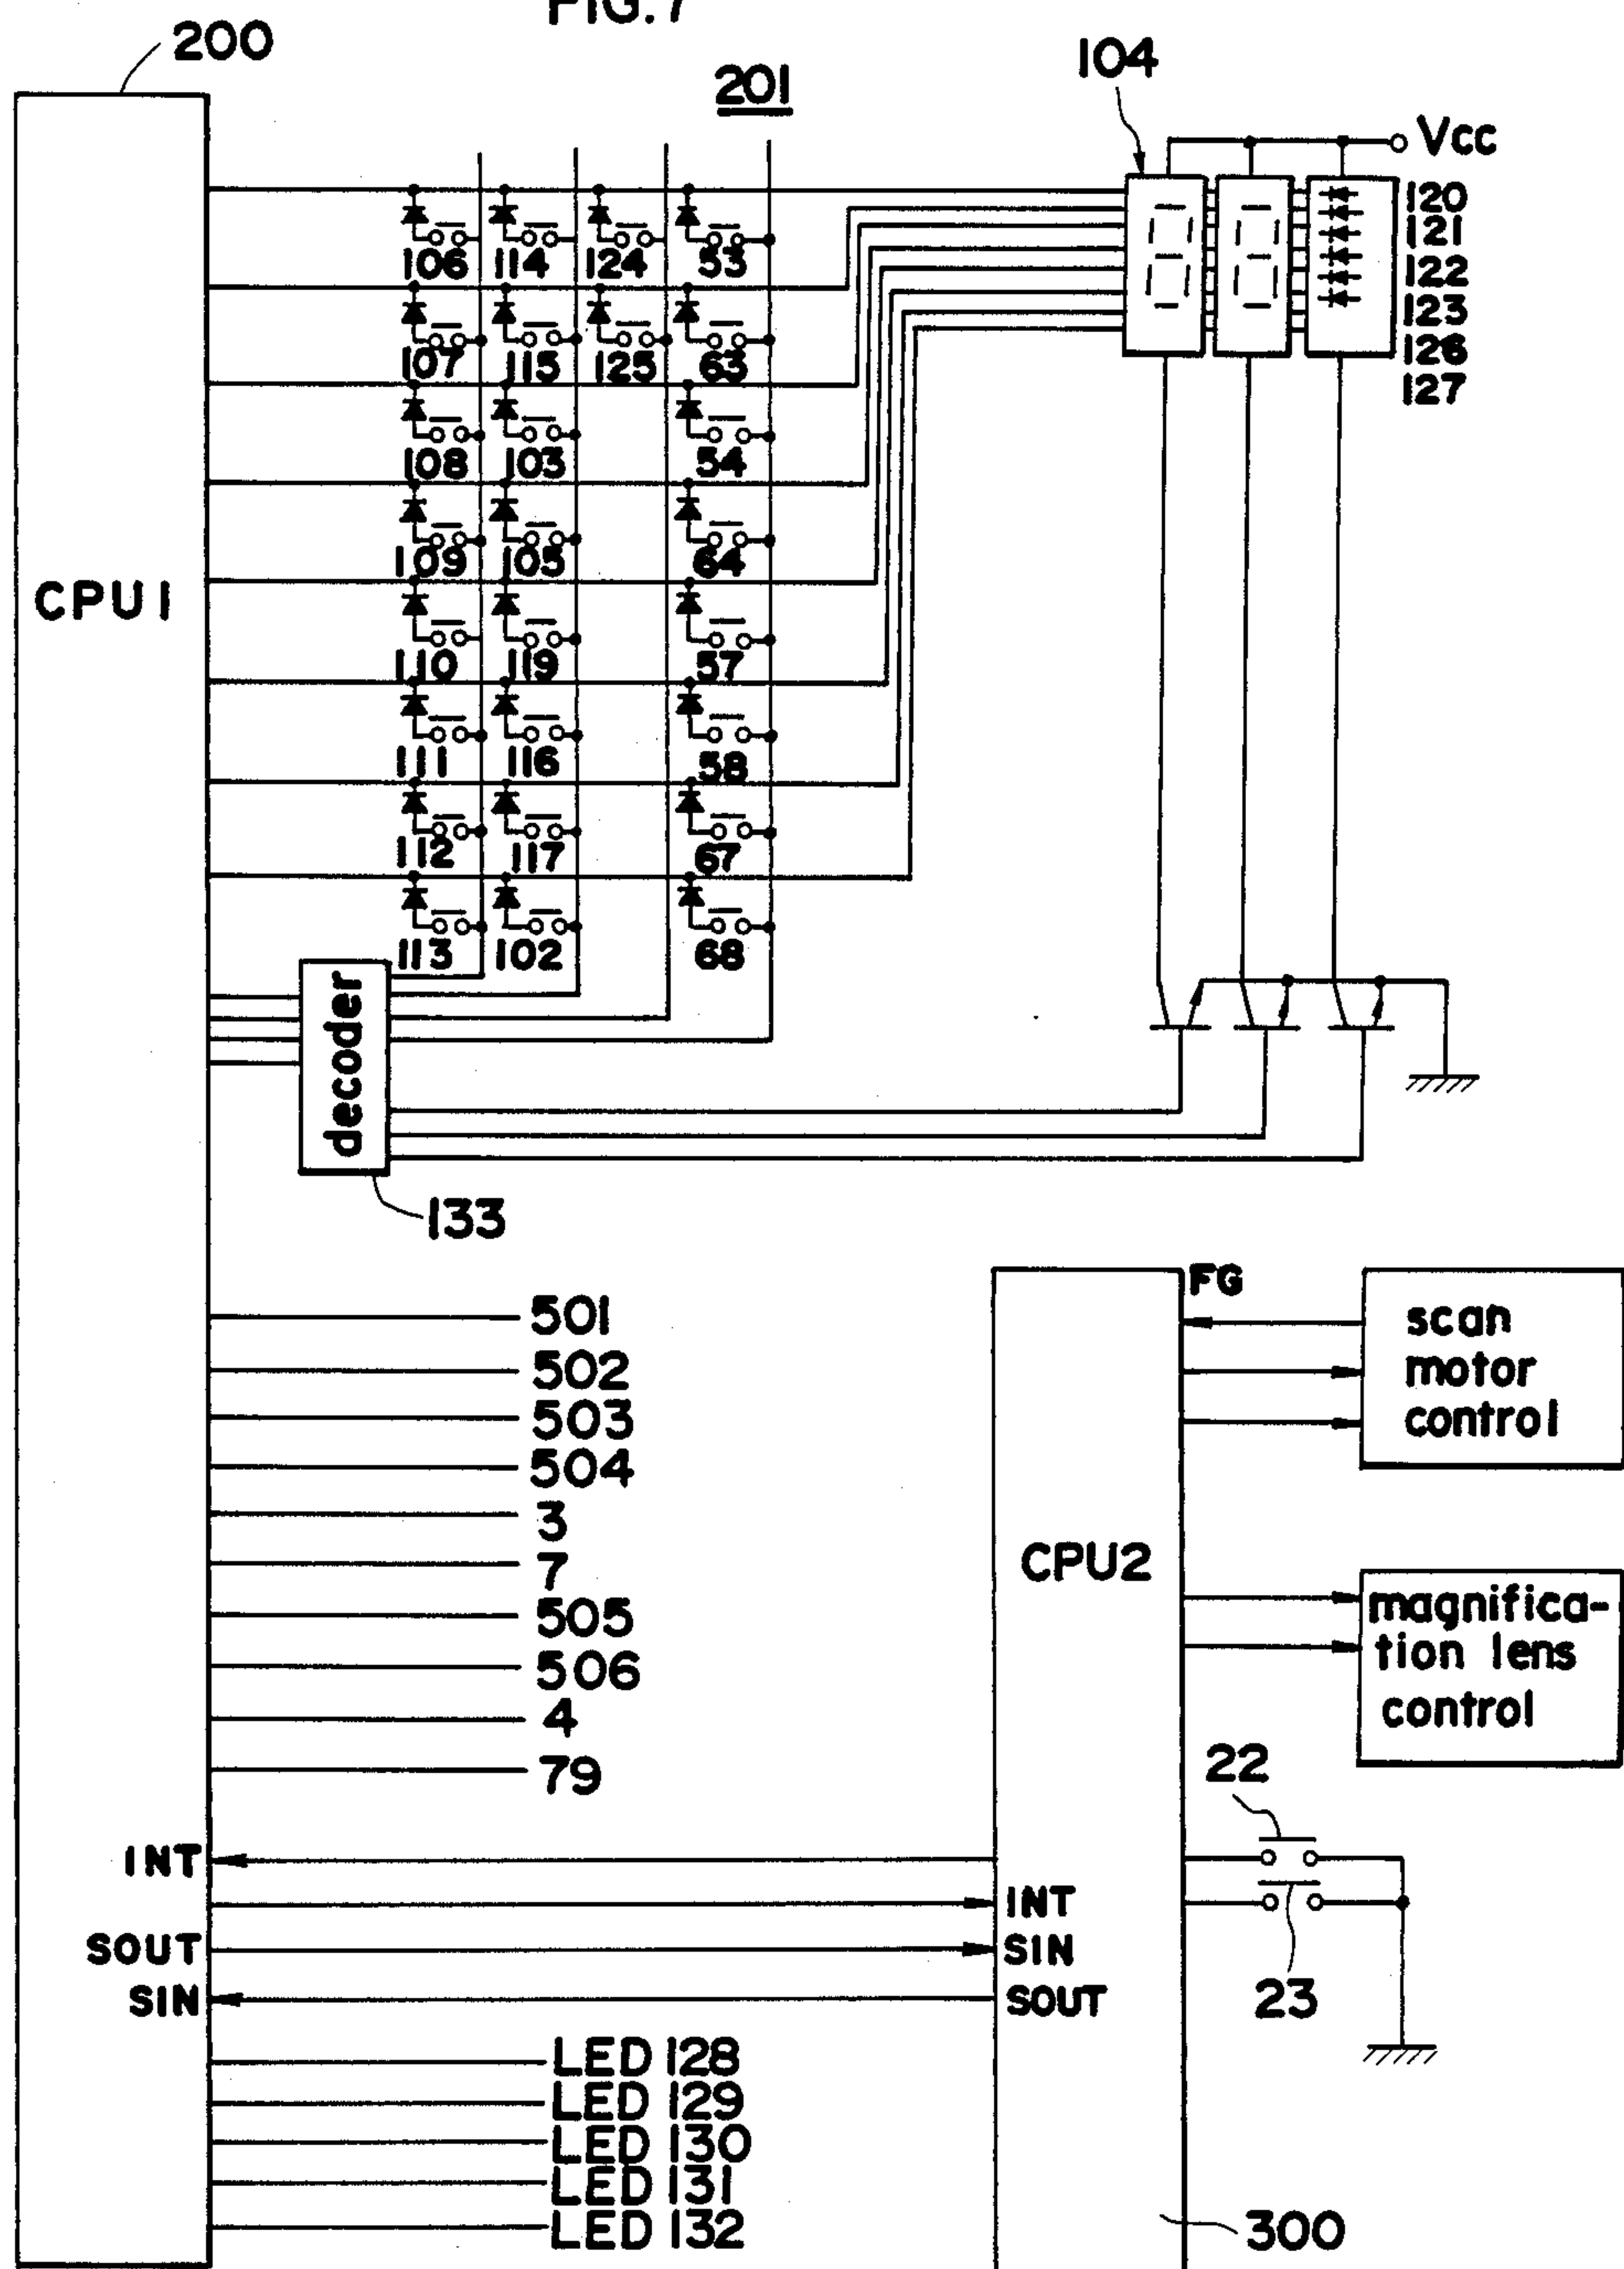 FIG. 7
200
201
104
Vcc
106 114 124 53
107 115 125 63
108 103 54
109 105 64
110 119 57
111 116 58
112 117 67
113 102 68
120
121
122
123
126
127
CPU1
decoder
133
501
502
503
504
3
7
505
506
4
79
INT
SOUT
SIN
LED 128
LED 129
LED 130
LED 131
LED 132
CPU2
FG
INT
SIN
SOUT
scan
motor
control
magnifica-
tion lens
control
22
23
300